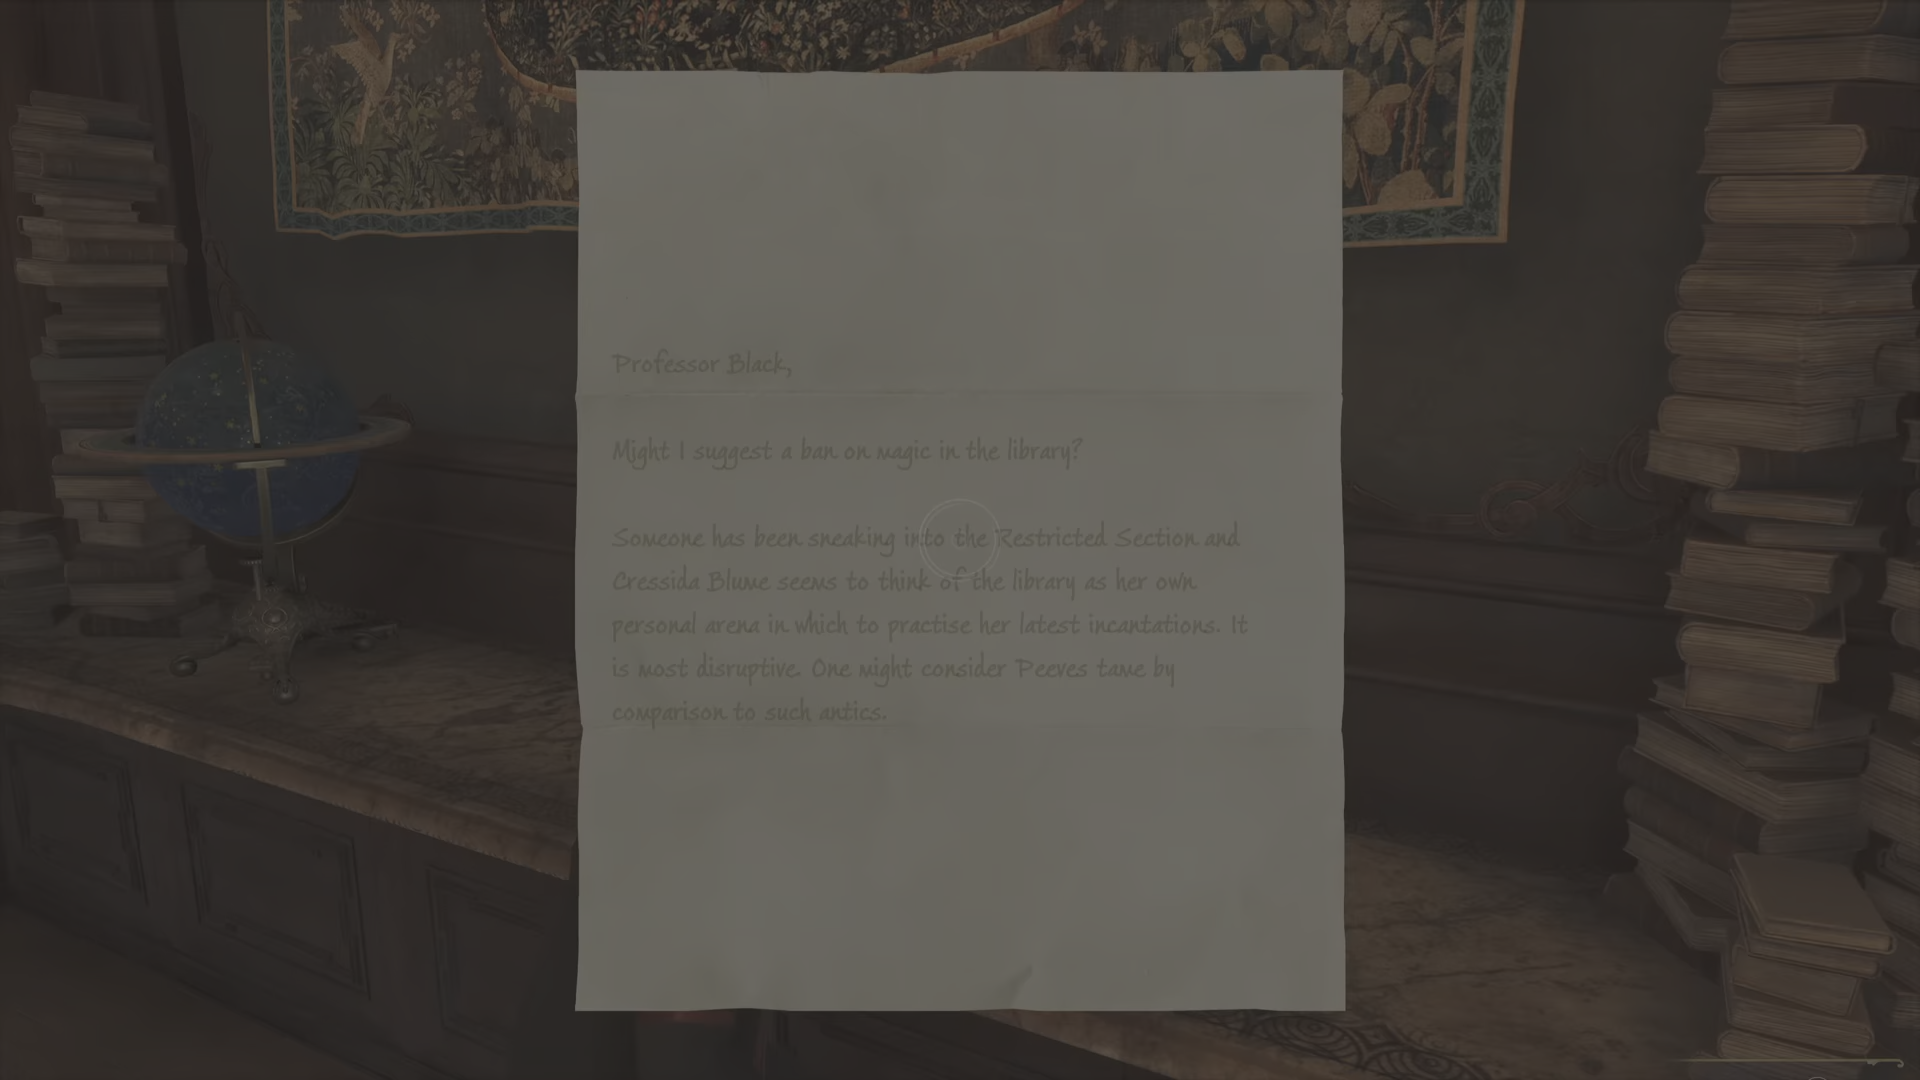 Professor Black,
Might I suggest a ban on magic in the library?
Someone has been sneaking into the Restricted Section and
Cressida Blume seems to think of the library as her own
personal arena in which to practise her latest incantations. It
is most disruptive. One might consider Peeves tame by
comparison to such antics.